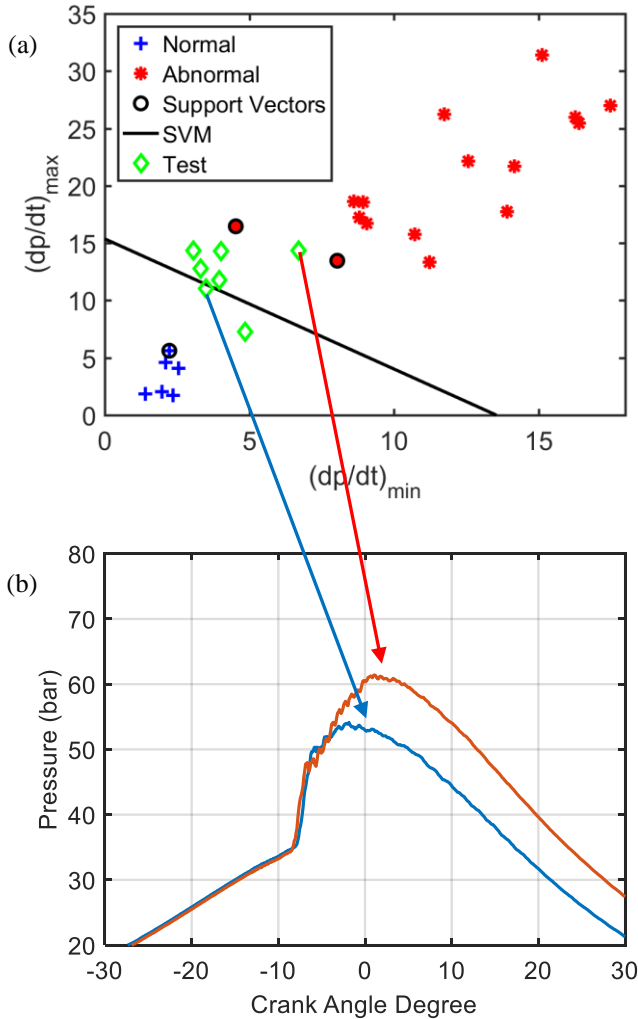 (a)
35
30
25
20
15
10
5
0
(dp/dt)max
Normal
Abnormal
Support Vectors
SVM
Test
0 5 10 15
(dp/dt)min
(b)
80
70
60
50
40
30
20
Pressure (bar)
-30 -20 -10 0 10 20 30
Crank Angle Degree